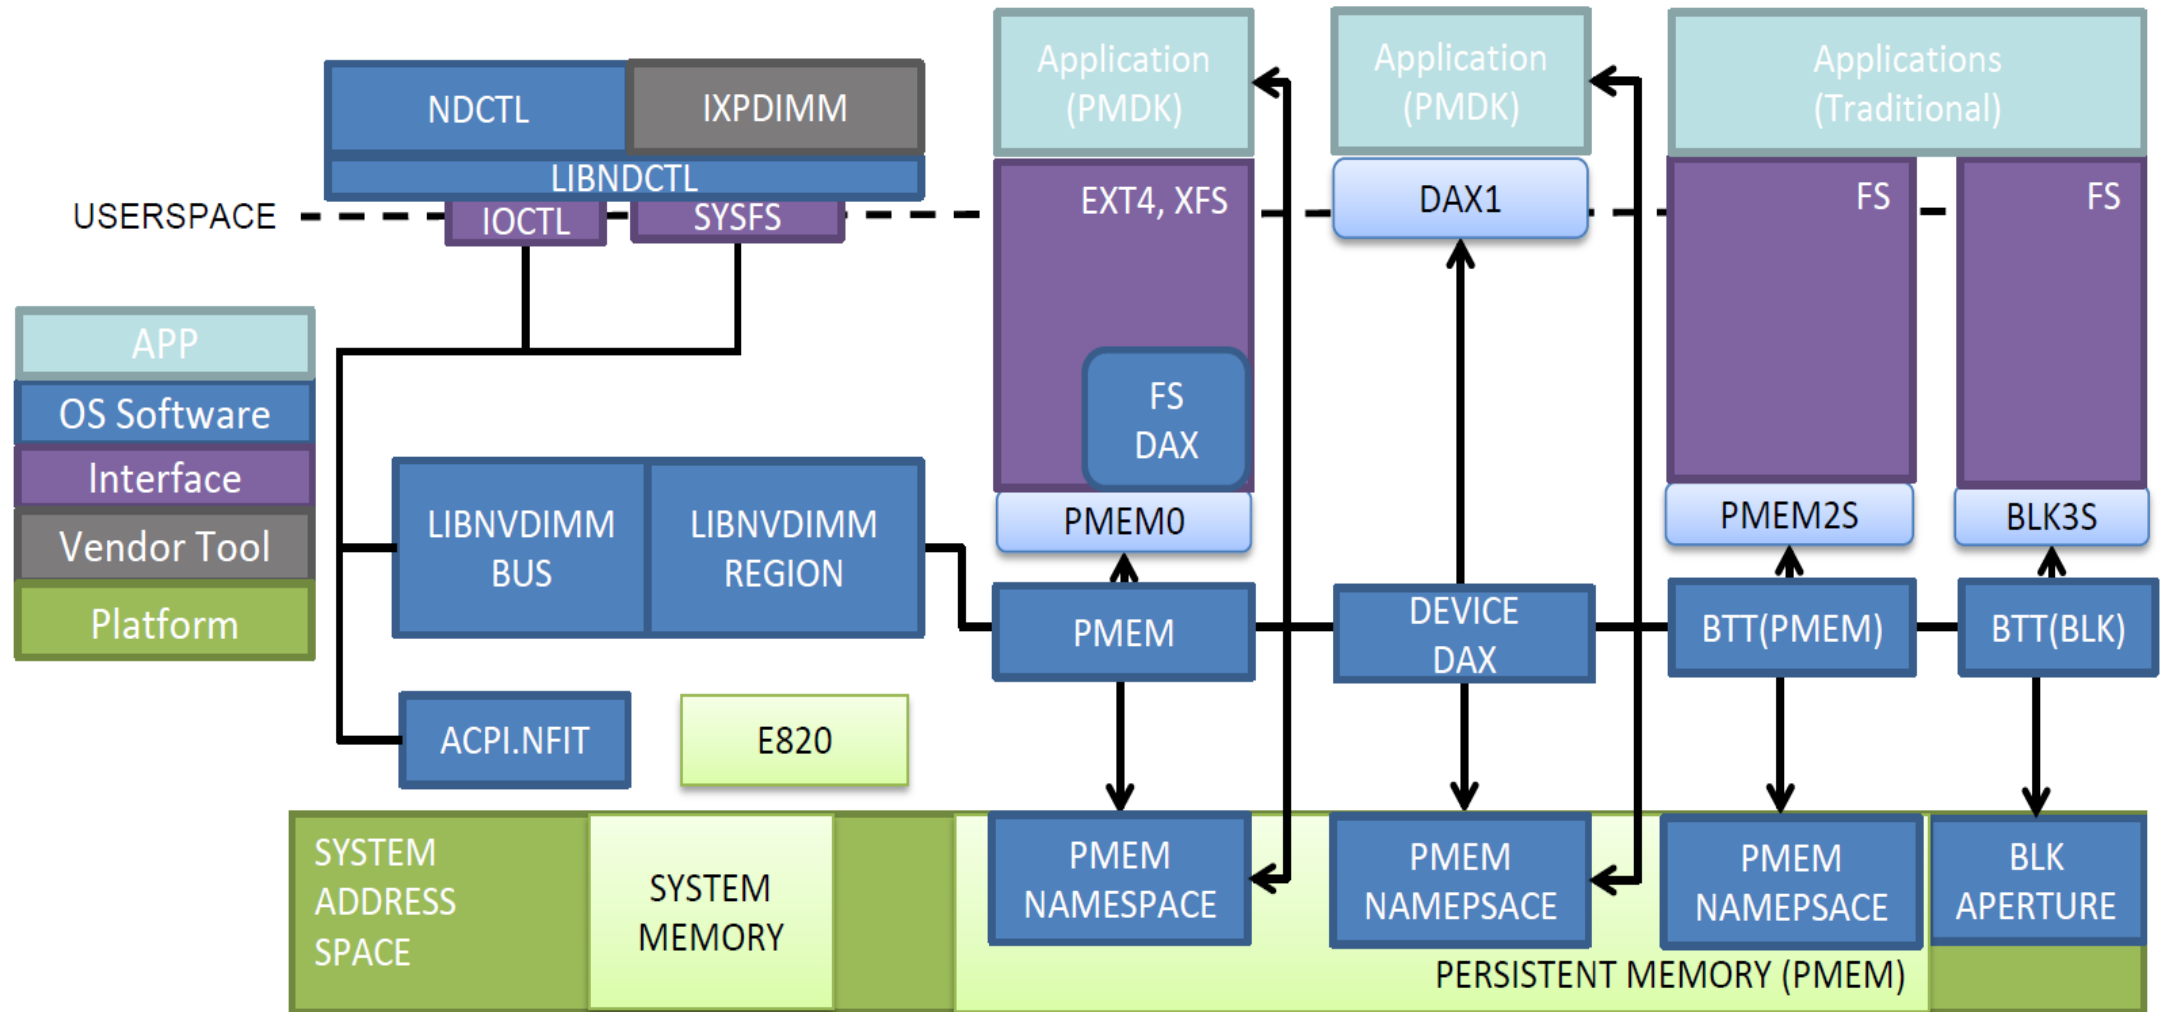 NDCTL
IXPDIMM
LIBNDCTL
USERSPACE
IOCTL
SYSFS
Application
(PMDK)
Application
(PMDK)
Applications
(Traditional)
EXT4, XFS
DAX1
FS
FS
APP
OS Software
Interface
Vendor Tool
Platform
FS
DAX
LIBNVDIMM
BUS
LIBNVDIMM
REGION
PMEM0
PMEM2S
BLK3S
PMEM
DEVICE
DAX
BTT(PMEM)
BTT(BLK)
ACPI.NFIT
E820
SYSTEM
ADDRESS
SPACE
SYSTEM
MEMORY
PMEM
NAMESPACE
PMEM
NAMEPSACE
PMEM
NAMEPSACE
BLK
APERTURE
PERSISTENT MEMORY (PMEM)